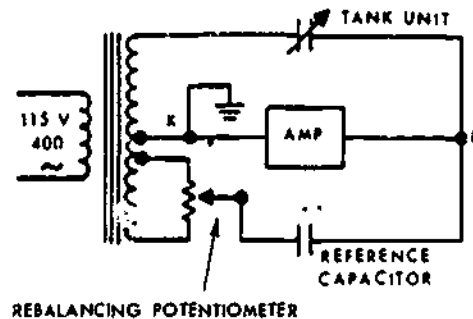 TANK UNIT
115 V
400
~
X
AMP
REFERENCE
CAPACITOR
REBALANCING POTENTIOMETER